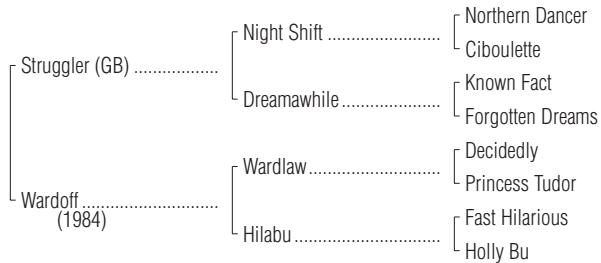 Northern Dancer
Night Shift ....................
Ciboulette
Struggler (GB) ...................
Known Fact
Dreamawhile .....................
Forgotten Dreams
Decidedly
Wardlaw ............................
Princess Tudor
Wardoff ...............................
(1984)
Fast Hilarious
Hilabu ................................
Holly Bu